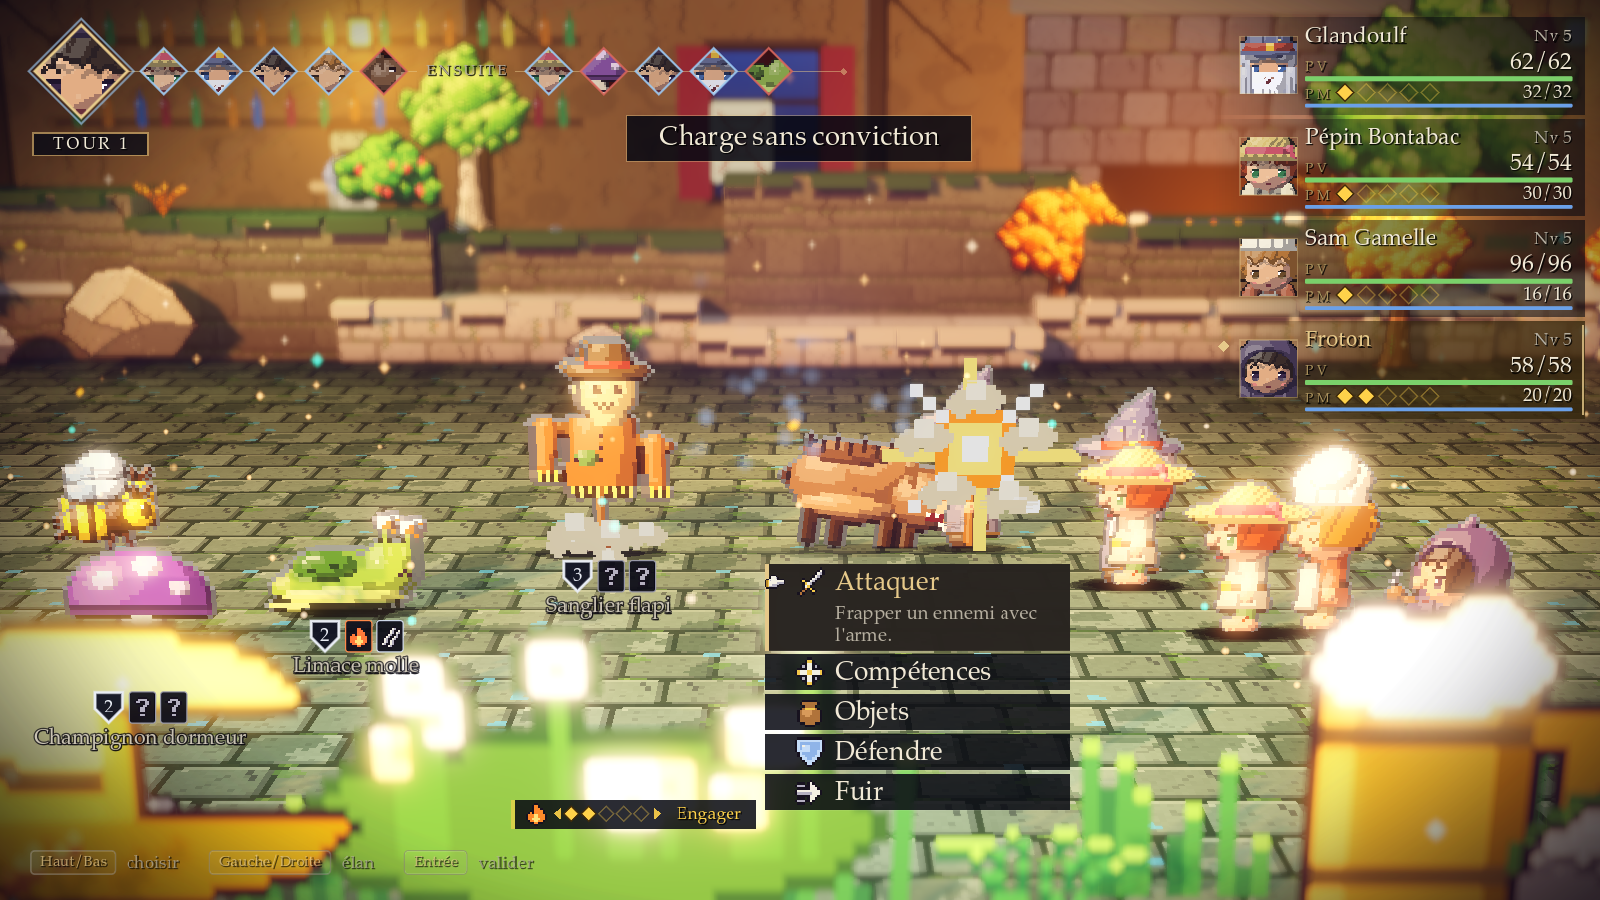 ENSUITE
TOUR 1
Charge sans conviction
Glandoulf Nv 5
PV 62/62
PM 32/32
Pépin Bontabac Nv 5
PV 54/54
PM 30/30
Sam Gamelle Nv 5
PV 96/96
PM 16/16
Froton Nv 5
PV 58/58
PM 20/20
3 ? ?
Sanglier flapi
2
Limace molle
2 ? ?
Champignon dormeur
Attaquer
Frapper un ennemi avec
l'arme.
Compétences
Objets
Défendre
Fuir
Engager
Haut/Bas choisir Gauche/Droite élan Entrée valider